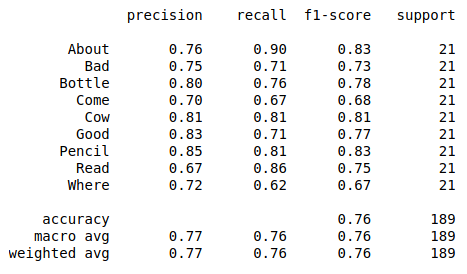 precision recall f1-score support
About 0.76 0.90 0.83 21
Bad 0.75 0.71 0.73 21
Bottle 0.80 0.76 0.78 21
Come 0.70 0.67 0.68 21
Cow 0.81 0.81 0.81 21
Good 0.83 0.71 0.77 21
Pencil 0.85 0.81 0.83 21
Read 0.67 0.86 0.75 21
Where 0.72 0.62 0.67 21
accuracy 0.76 189
macro avg 0.77 0.76 0.76 189
weighted avg 0.77 0.76 0.76 189